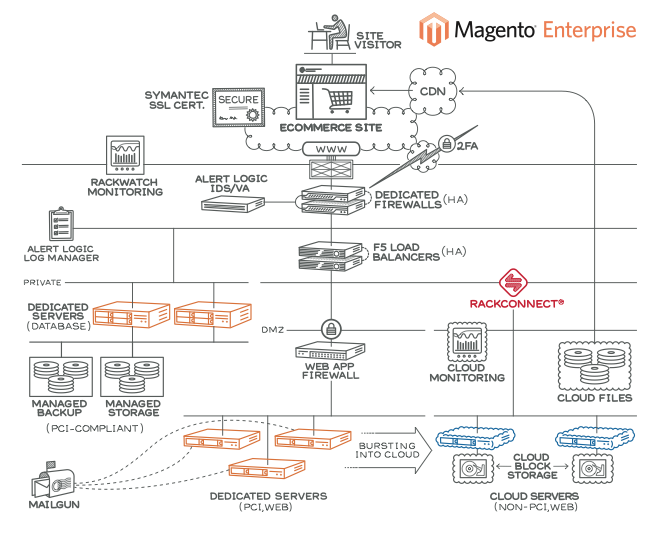 Magento® Enterprise
SITE
VISITOR
SYMANTEC
SSL CERT.
SECURE
CDN
ECOMMERCE SITE
WWW
2FA
RACKWATCH
MONITORING
ALERT LOGIC
IDS/VA
DEDICATED
FIREWALLS (HA)
ALERT LOGIC
LOG MANAGER
F5 LOAD
BALANCERS (HA)
PRIVATE
RACKCONNECT®
DEDICATED
SERVERS
(DATABASE)
DMZ
WEB APP
FIREWALL
CLOUD
MONITORING
CLOUD FILES
MANAGED
BACKUP
MANAGED
STORAGE
(PCI-COMPLIANT)
BURSTING
INTO CLOUD
CLOUD
BLOCK
STORAGE
MAILGUN
DEDICATED SERVERS
(PCI,WEB)
CLOUD SERVERS
(NON-PCI,WEB)